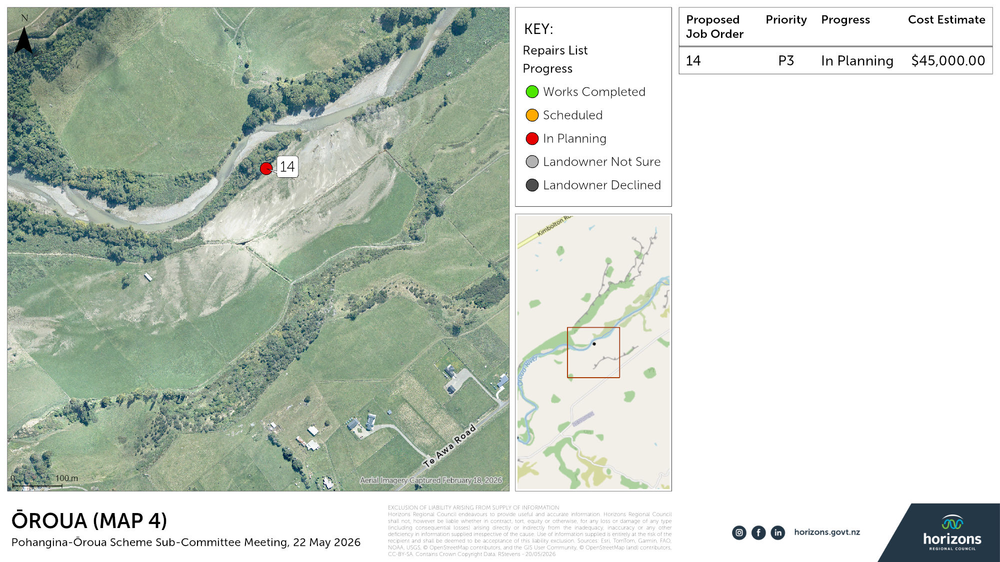 N
14
Te Awa Road
0 100 m
Aerial Imagery Captured February 18, 2026
KEY:
Repairs List
Progress
Works Completed
Scheduled
In Planning
Landowner Not Sure
Landowner Declined
Oroua River
Proposed Job Order Priority Progress Cost Estimate
14 P3 In Planning $45,000.00
ŌROUA (MAP 4)
Pohangina-Ōroua Scheme Sub-Committee Meeting, 22 May 2026
EXCLUSION OF LIABILITY ARISING FROM SUPPLY OF INFORMATION
Horizons Regional Council endeavours to provide useful and accurate information. Horizons Regional Council
shall not, however be liable whether in contract, tort, equity or otherwise, for any loss or damage of any type
(including consequential losses) arising directly or indirectly from the inadequacy, inaccuracy or any other
deficiency in information supplied irrespective of the cause. Use of information supplied is entirely at the risk of the
recipient and shall be deemed to be acceptance of this liability exclusion. Sources: Esri, TomTom, Garmin, FAO,
NOAA, USGS, © OpenStreetMap contributors, and the GIS User Community, © OpenStreetMap (and) contributors,
CC-BY-SA. Contains Crown Copyright Data. RStevens - 20/05/2026
horizons.govt.nz
horizons
REGIONAL COUNCIL
Kimbolton